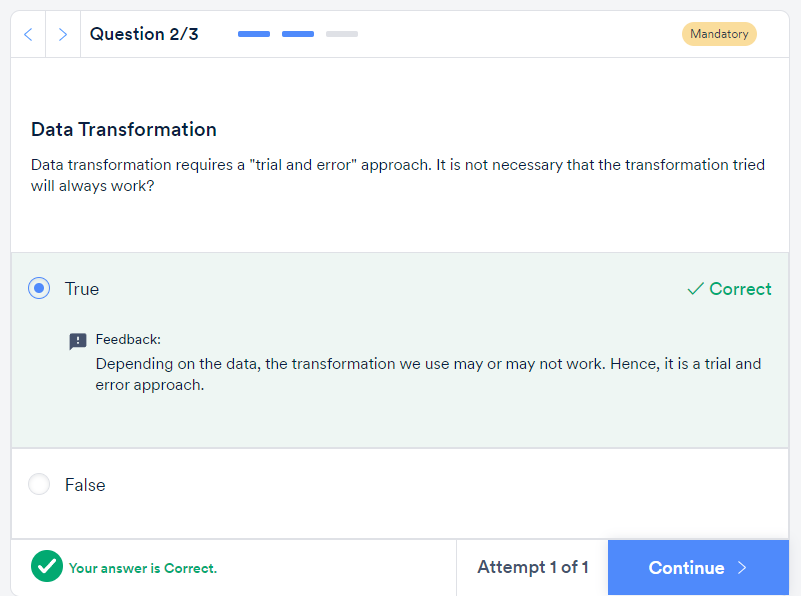 Question 2/3
Mandatory
Data Transformation
Data transformation requires a "trial and error" approach. It is not necessary that the transformation tried
will always work?
True
Correct
Feedback:
Depending on the data, the transformation we use may or may not work. Hence, it is a trial and
error approach.
False
Your answer is Correct.
Attempt 1 of 1
Continue